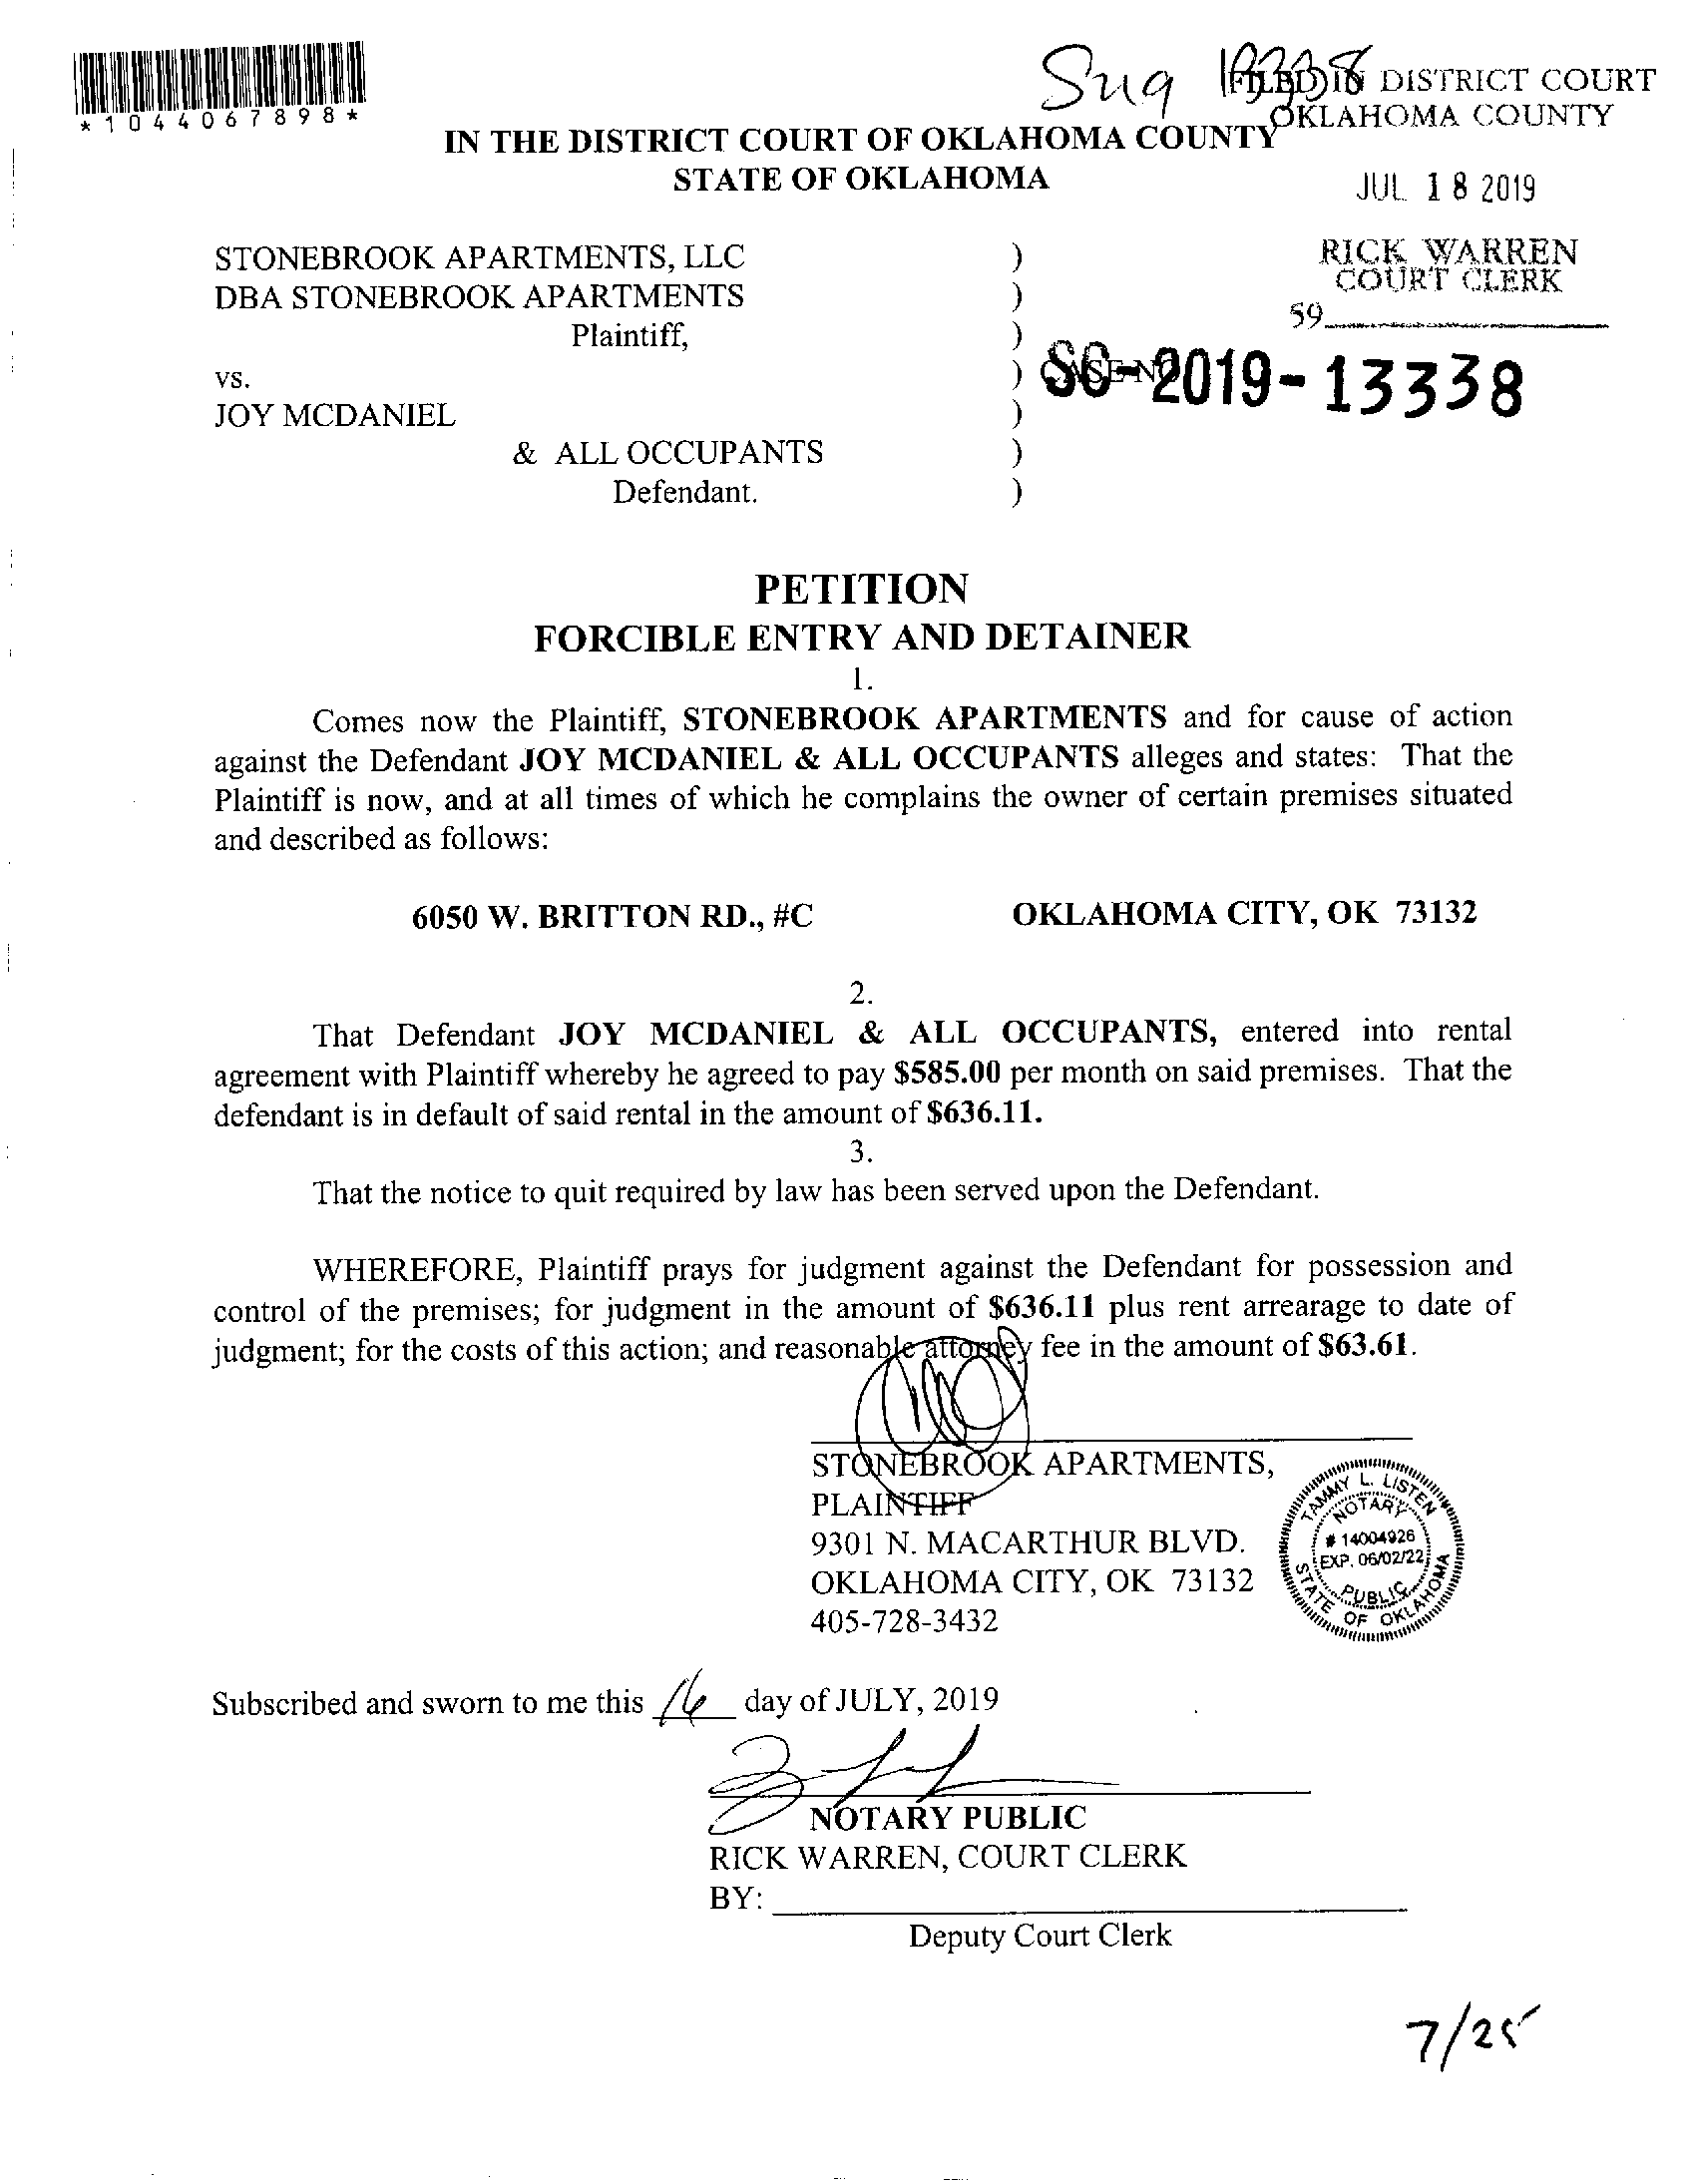 *1044067898*
FILED IN DISTRICT COURT
OKLAHOMA COUNTY
IN THE DISTRICT COURT OF OKLAHOMA COUNTY
STATE OF OKLAHOMA
JUL 18 2019
RICK WARREN
COURT CLERK
59
STONEBROOK APARTMENTS, LLC )
DBA STONEBROOK APARTMENTS )
Plaintiff, )
vs. ) CASE NO SC-2019-13338
JOY MCDANIEL )
& ALL OCCUPANTS )
Defendant. )
PETITION
FORCIBLE ENTRY AND DETAINER
1.
Comes now the Plaintiff, STONEBROOK APARTMENTS and for cause of action
against the Defendant JOY MCDANIEL & ALL OCCUPANTS alleges and states: That the
Plaintiff is now, and at all times of which he complains the owner of certain premises situated
and described as follows:
6050 W. BRITTON RD., #C OKLAHOMA CITY, OK 73132
2.
That Defendant JOY MCDANIEL & ALL OCCUPANTS, entered into rental
agreement with Plaintiff whereby he agreed to pay $585.00 per month on said premises. That the
defendant is in default of said rental in the amount of $636.11.
3.
That the notice to quit required by law has been served upon the Defendant.
WHEREFORE, Plaintiff prays for judgment against the Defendant for possession and
control of the premises; for judgment in the amount of $636.11 plus rent arrearage to date of
judgment; for the costs of this action; and reasonable attorney fee in the amount of $63.61.
STONEBROOK APARTMENTS,
PLAINTIFF
9301 N. MACARTHUR BLVD.
OKLAHOMA CITY, OK 73132
405-728-3432
TAMMY L. LISTEN
NOTARY
# 14004926
EXP. 06/02/22
PUBLIC
STATE OF OKLAHOMA
Subscribed and sworn to me this 16 day of JULY, 2019
NOTARY PUBLIC
RICK WARREN, COURT CLERK
BY:
Deputy Court Clerk
7/25